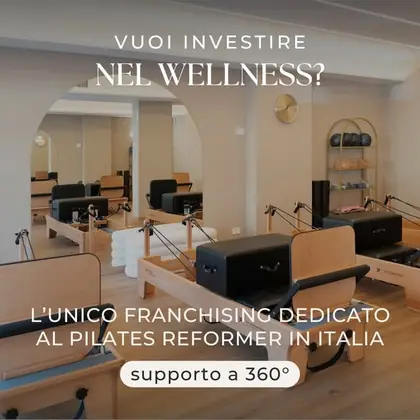 VUOI INVESTIRE
NEL WELLNESS?
L'UNICO FRANCHISING DEDICATO
AL PILATES REFORMER IN ITALIA
supporto a 360°